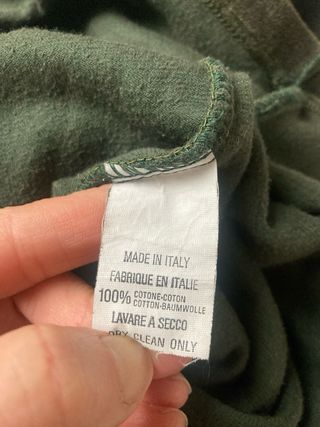 MADE IN ITALY
FABRIQUE EN ITALIE
100% COTONE-COTON
COTTON-BAUMWOLLE
LAVARE A SECCO
DRY CLEAN ONLY